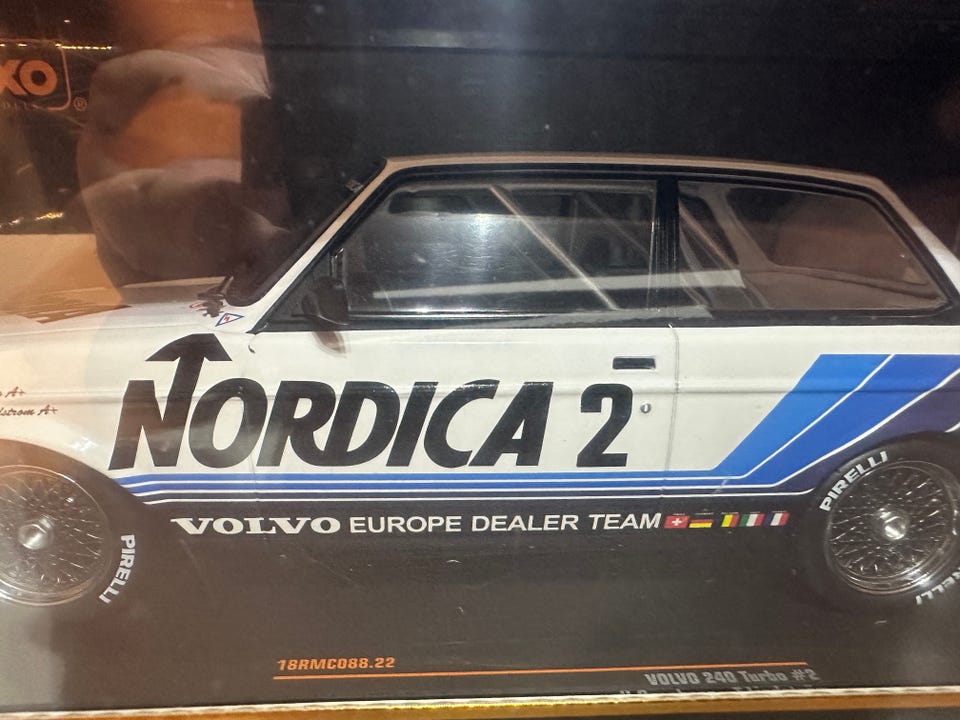 XO
®
A+
A+
NORDICA 2
VOLVO EUROPE DEALER TEAM
PIRELLI
PIRELLI
18RMC088.22
VOLVO 240 Turbo #2